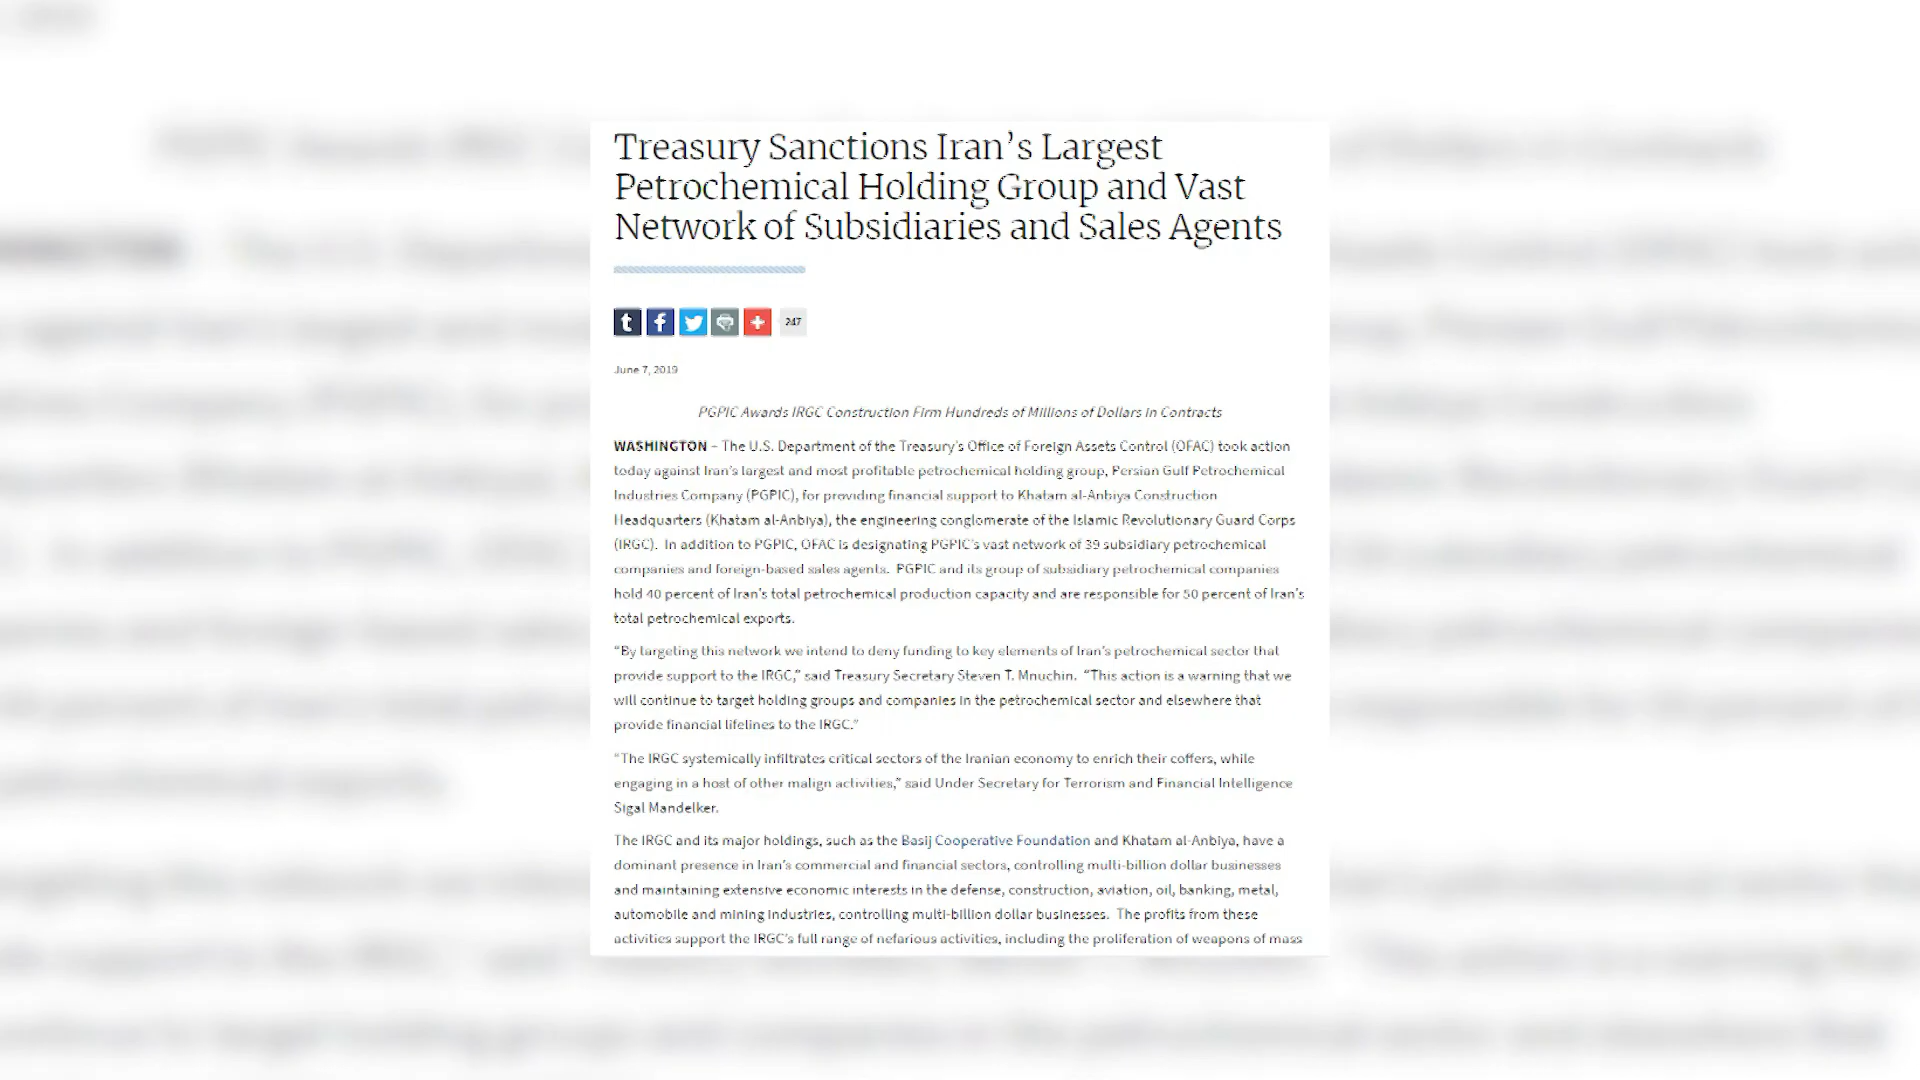 Treasury Sanctions Iran's Largest
Petrochemical Holding Group and Vast
Network of Subsidiaries and Sales Agents
247
June 7, 2019
PGPIC Awards IRGC Construction Firm Hundreds of Millions of Dollars in Contracts
WASHINGTON – The U.S. Department of the Treasury's Office of Foreign Assets Control (OFAC) took action
today against Iran's largest and most profitable petrochemical holding group, Persian Gulf Petrochemical
Industries Company (PGPIC), for providing financial support to Khatam al-Anbiya Construction
Headquarters (Khatam al-Anbiya), the engineering conglomerate of the Islamic Revolutionary Guard Corps
(IRGC). In addition to PGPIC, OFAC is designating PGPIC's vast network of 39 subsidiary petrochemical
companies and foreign-based sales agents. PGPIC and its group of subsidiary petrochemical companies
hold 40 percent of Iran's total petrochemical production capacity and are responsible for 50 percent of Iran's
total petrochemical exports.
"By targeting this network we intend to deny funding to key elements of Iran's petrochemical sector that
provide support to the IRGC," said Treasury Secretary Steven T. Mnuchin. "This action is a warning that we
will continue to target holding groups and companies in the petrochemical sector and elsewhere that
provide financial lifelines to the IRGC."
"The IRGC systemically infiltrates critical sectors of the Iranian economy to enrich their coffers, while
engaging in a host of other malign activities," said Under Secretary for Terrorism and Financial Intelligence
Sigal Mandelker.
The IRGC and its major holdings, such as the Basij Cooperative Foundation and Khatam al-Anbiya, have a
dominant presence in Iran's commercial and financial sectors, controlling multi-billion dollar businesses
and maintaining extensive economic interests in the defense, construction, aviation, oil, banking, metal,
automobile and mining industries, controlling multi-billion dollar businesses. The profits from these
activities support the IRGC's full range of nefarious activities, including the proliferation of weapons of mass